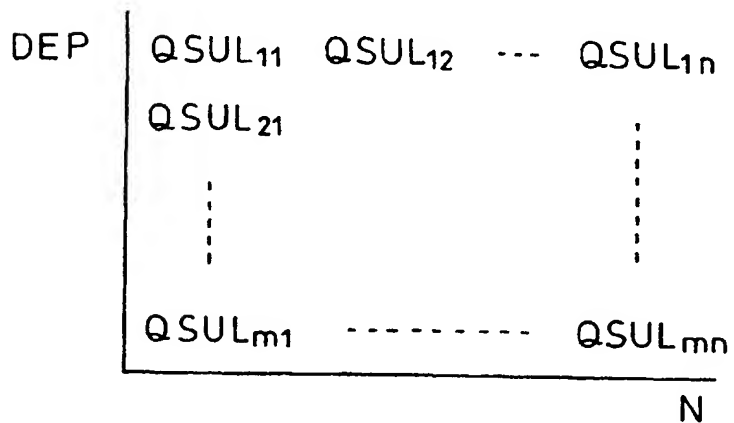 DEP QSUL₁₁ QSUL₁₂ --- QSUL₁ₙ
QSUL₂₁
QSULₘ₁ --------- QSULₘₙ
N